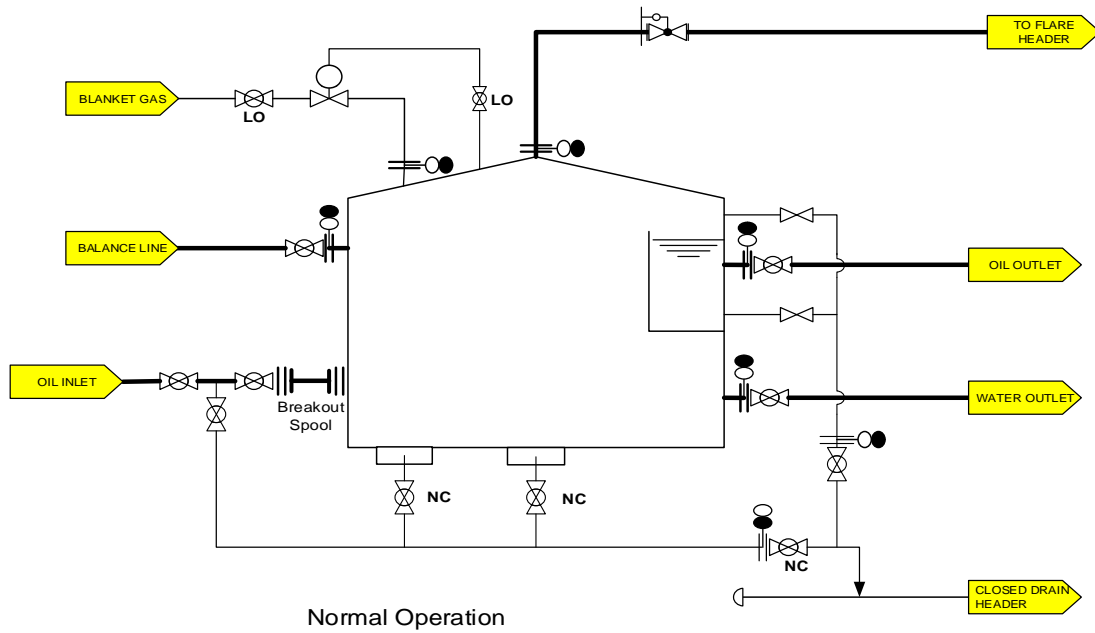 TO FLARE
HEADER
BLANKET GAS
LO
LO
BALANCE LINE
OIL OUTLET
OIL INLET
Breakout
Spool
WATER OUTLET
NC
NC
NC
CLOSED DRAIN
HEADER
Normal Operation